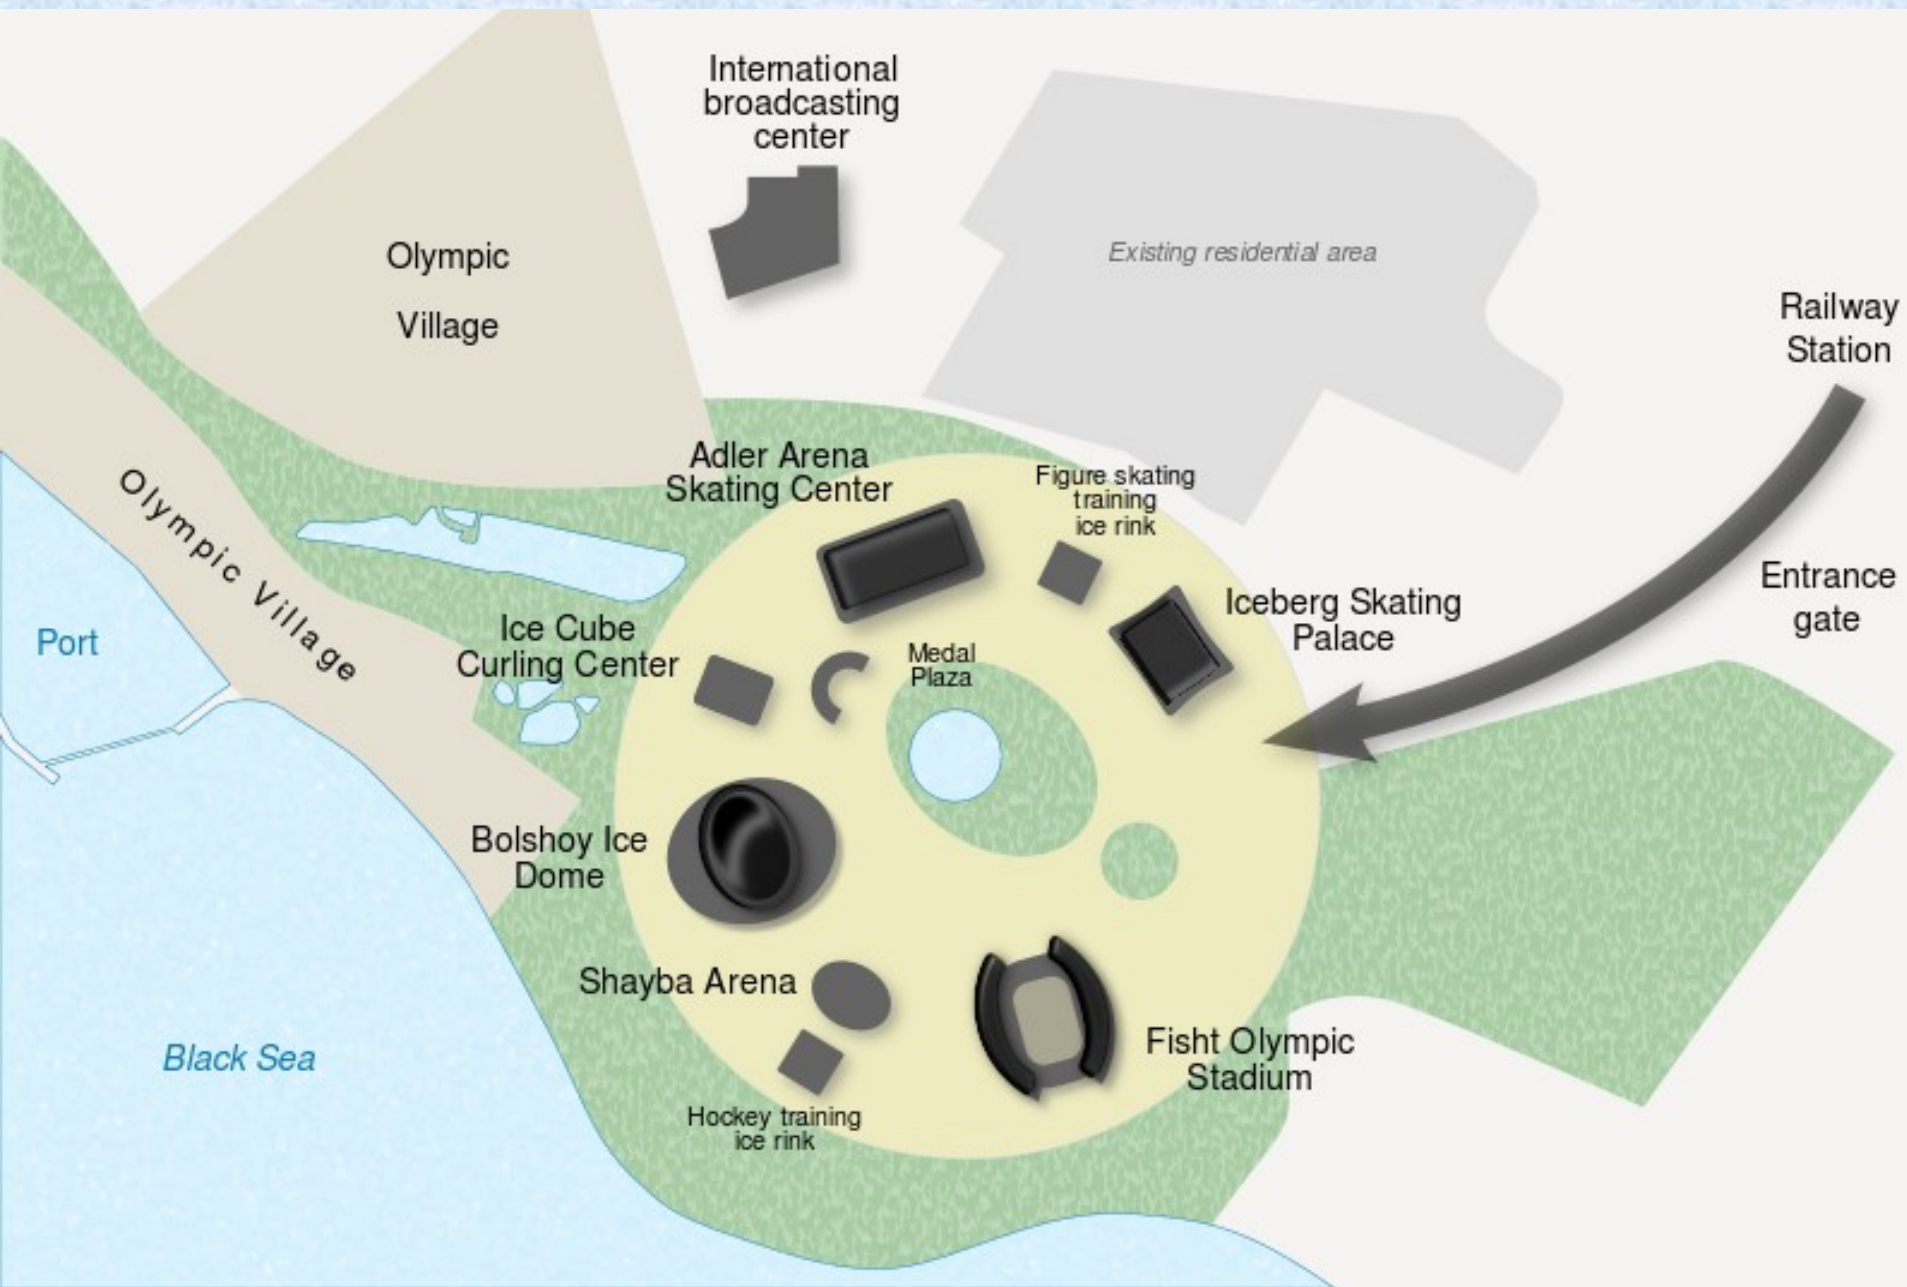 International
broadcasting
center
Olympic
Village
Existing residential area
Railway
Station
Adler Arena
Skating Center
Figure skating
training
ice rink
Olympic Village
Entrance
gate
Iceberg Skating
Palace
Port
Ice Cube
Curling Center
Medal
Plaza
Bolshoy Ice
Dome
Shayba Arena
Black Sea
Fisht Olympic
Stadium
Hockey training
ice rink